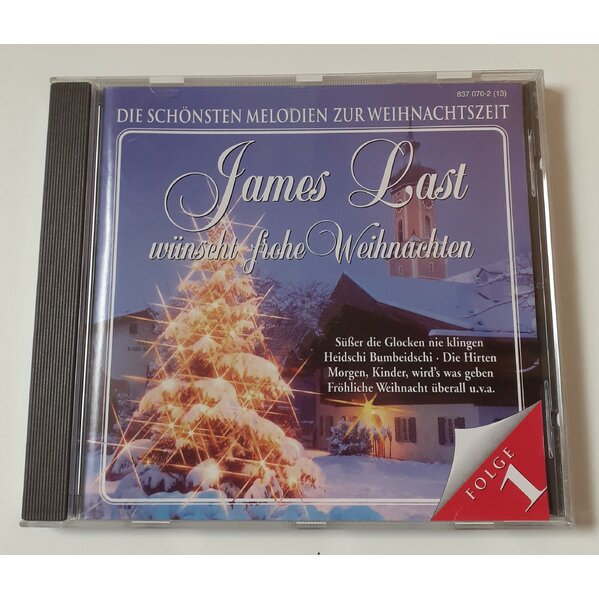 837 070-2 (13)
DIE SCHÖNSTEN MELODIEN ZUR WEIHNACHTSZEIT
James Last
wünscht frohe Weihnachten
Süßer die Glocken nie klingen
Heidschi Bumbeidschi · Die Hirten
Morgen, Kinder, wird's was geben
Fröhliche Weihnacht überall u.v.a.
FOLGE
1